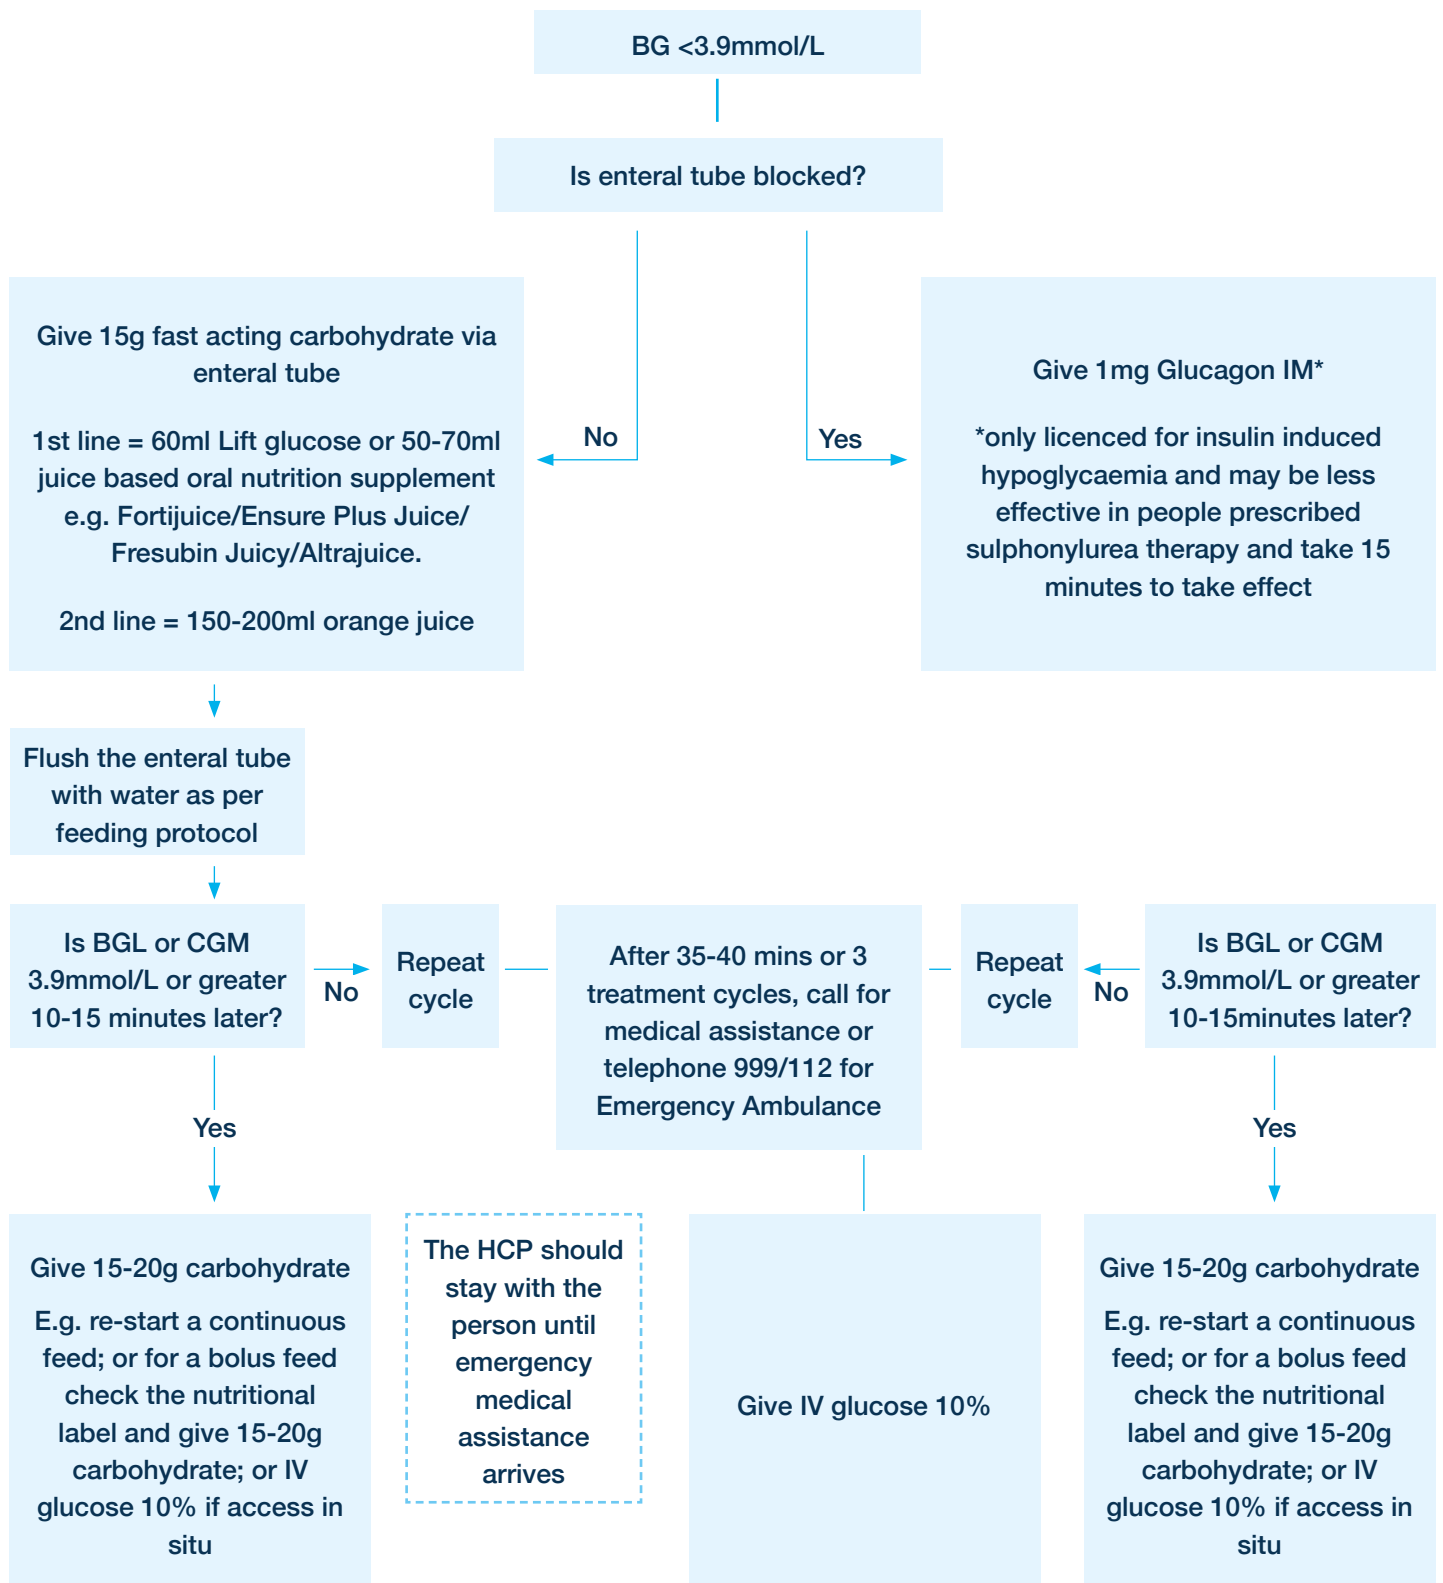 BG <3.9mmol/L
Is enteral tube blocked?
Give 15g fast acting carbohydrate via
enteral tube
1st line = 60ml Lift glucose or 50-70ml
juice based oral nutrition supplement
e.g. Fortijuice/Ensure Plus Juice/
Fresubin Juicy/Altrajuice.
2nd line = 150-200ml orange juice
No
Yes
Give 1mg Glucagon IM*
*only licenced for insulin induced
hypoglycaemia and may be less
effective in people prescribed
sulphonylurea therapy and take 15
minutes to take effect
Flush the enteral tube
with water as per
feeding protocol
Is BGL or CGM
3.9mmol/L or greater
10-15 minutes later?
No
Repeat
cycle
After 35-40 mins or 3
treatment cycles, call for
medical assistance or
telephone 999/112 for
Emergency Ambulance
Repeat
cycle
No
Is BGL or CGM
3.9mmol/L or greater
10-15minutes later?
Yes
Yes
Give 15-20g carbohydrate
E.g. re-start a continuous
feed; or for a bolus feed
check the nutritional
label and give 15-20g
carbohydrate; or IV
glucose 10% if access in
situ
The HCP should
stay with the
person until
emergency
medical
assistance
arrives
Give IV glucose 10%
Give 15-20g carbohydrate
E.g. re-start a continuous
feed; or for a bolus feed
check the nutritional
label and give 15-20g
carbohydrate; or IV
glucose 10% if access in
situ